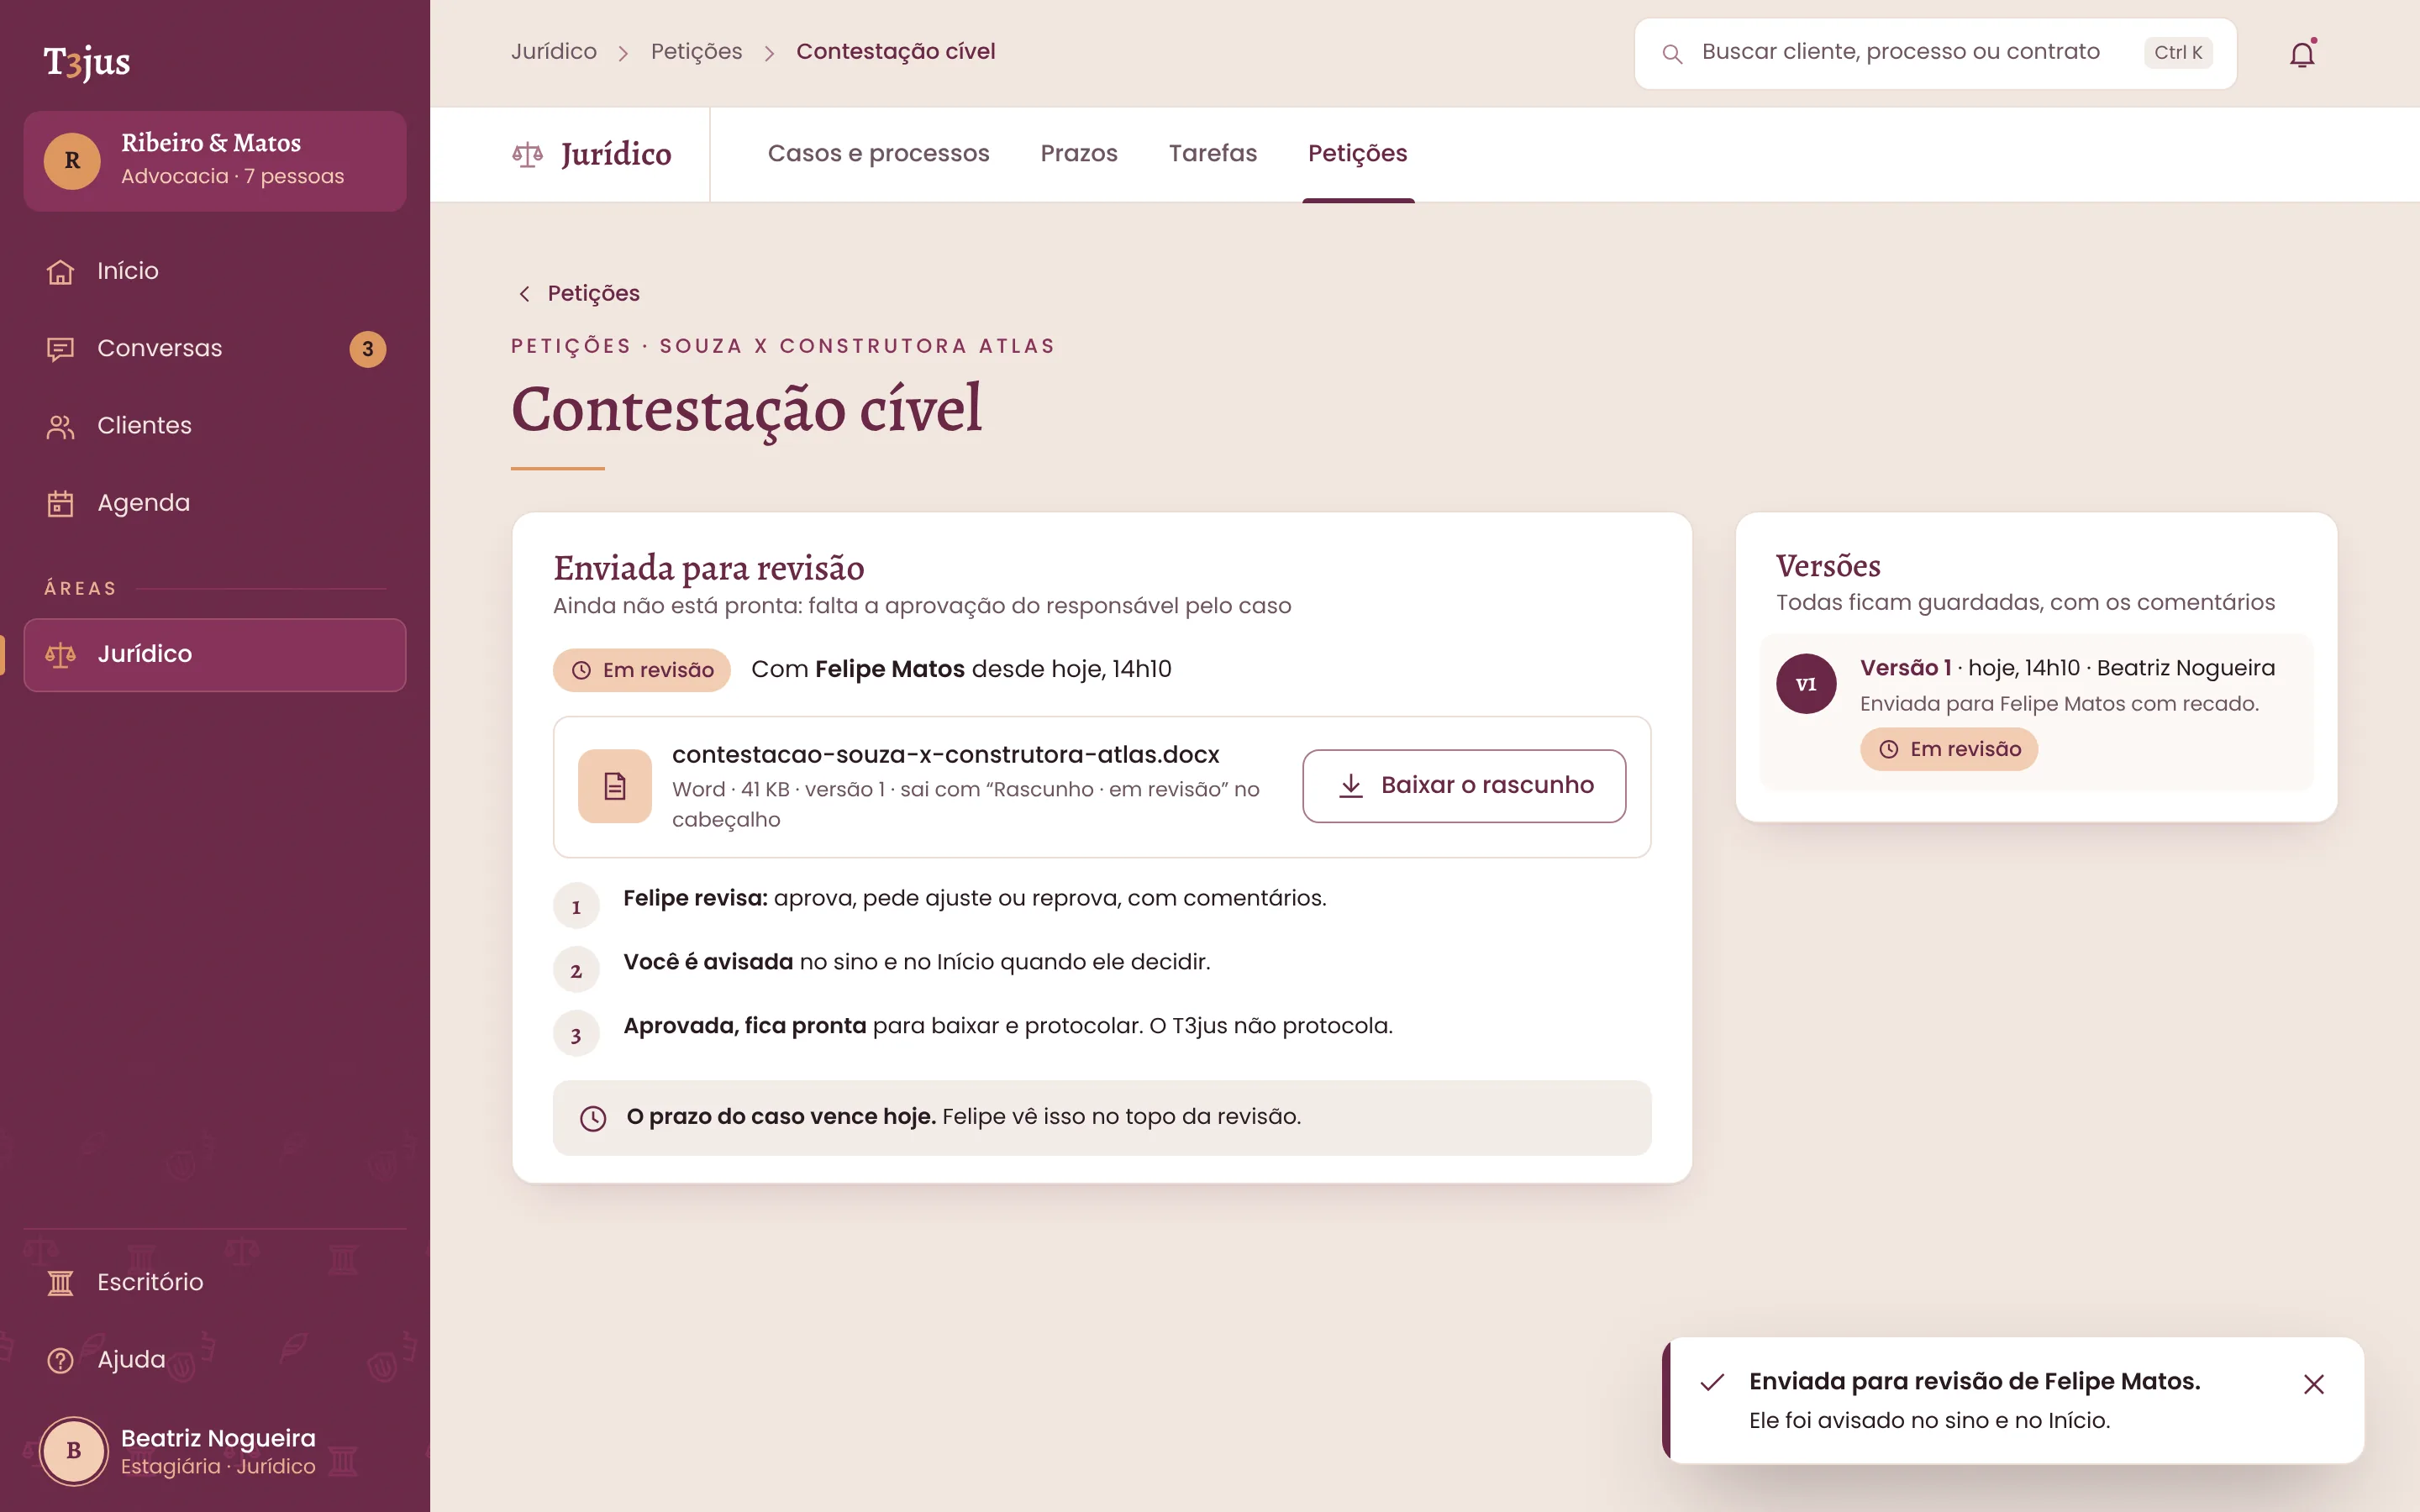 T3jus
R
Ribeiro & Matos
Advocacia · 7 pessoas
Início
Conversas
3
Clientes
Agenda
ÁREAS
Jurídico
Escritório
Ajuda
B
Beatriz Nogueira
Estagiária · Jurídico
Jurídico
Petições
Contestação cível
Buscar cliente, processo ou contrato
Ctrl K
Jurídico
Casos e processos
Prazos
Tarefas
Petições
Petições
PETIÇÕES · SOUZA X CONSTRUTORA ATLAS
Contestação cível
Enviada para revisão
Ainda não está pronta: falta a aprovação do responsável pelo caso
Em revisão
Com Felipe Matos desde hoje, 14h10
contestacao-souza-x-construtora-atlas.docx
Word · 41 KB · versão 1 · sai com “Rascunho · em revisão” no
cabeçalho
Baixar o rascunho
1
Felipe revisa: aprova, pede ajuste ou reprova, com comentários.
2
Você é avisada no sino e no Início quando ele decidir.
3
Aprovada, fica pronta para baixar e protocolar. O T3jus não protocola.
O prazo do caso vence hoje. Felipe vê isso no topo da revisão.
Versões
Todas ficam guardadas, com os comentários
v1
Versão 1 · hoje, 14h10 · Beatriz Nogueira
Enviada para Felipe Matos com recado.
Em revisão
Enviada para revisão de Felipe Matos.
Ele foi avisado no sino e no Início.